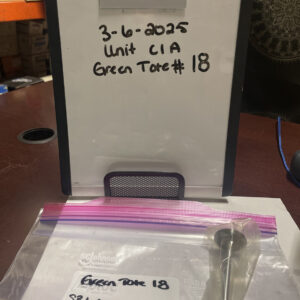 3-6-2025
Unit C1A
Green Tote # 18
Green Tote 18